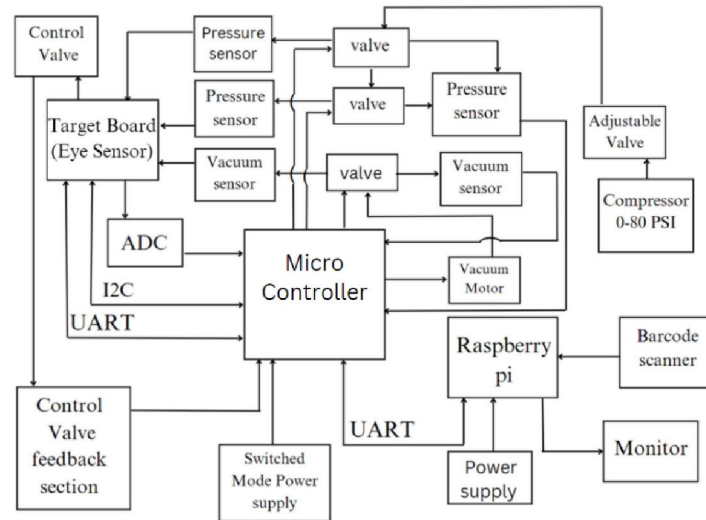 Control
Valve
Pressure
sensor
valve
Pressure
sensor
valve
Pressure
sensor
Target Board
(Eye Sensor)
Adjustable
Valve
Vacuum
sensor
valve
Vacuum
sensor
Compressor
0-80 PSI
ADC
Micro
Controller
Vacuum
Motor
I2C
UART
Raspberry
pi
Barcode
scanner
Control
Valve
feedback
section
UART
Switched
Mode Power
supply
Power
supply
Monitor